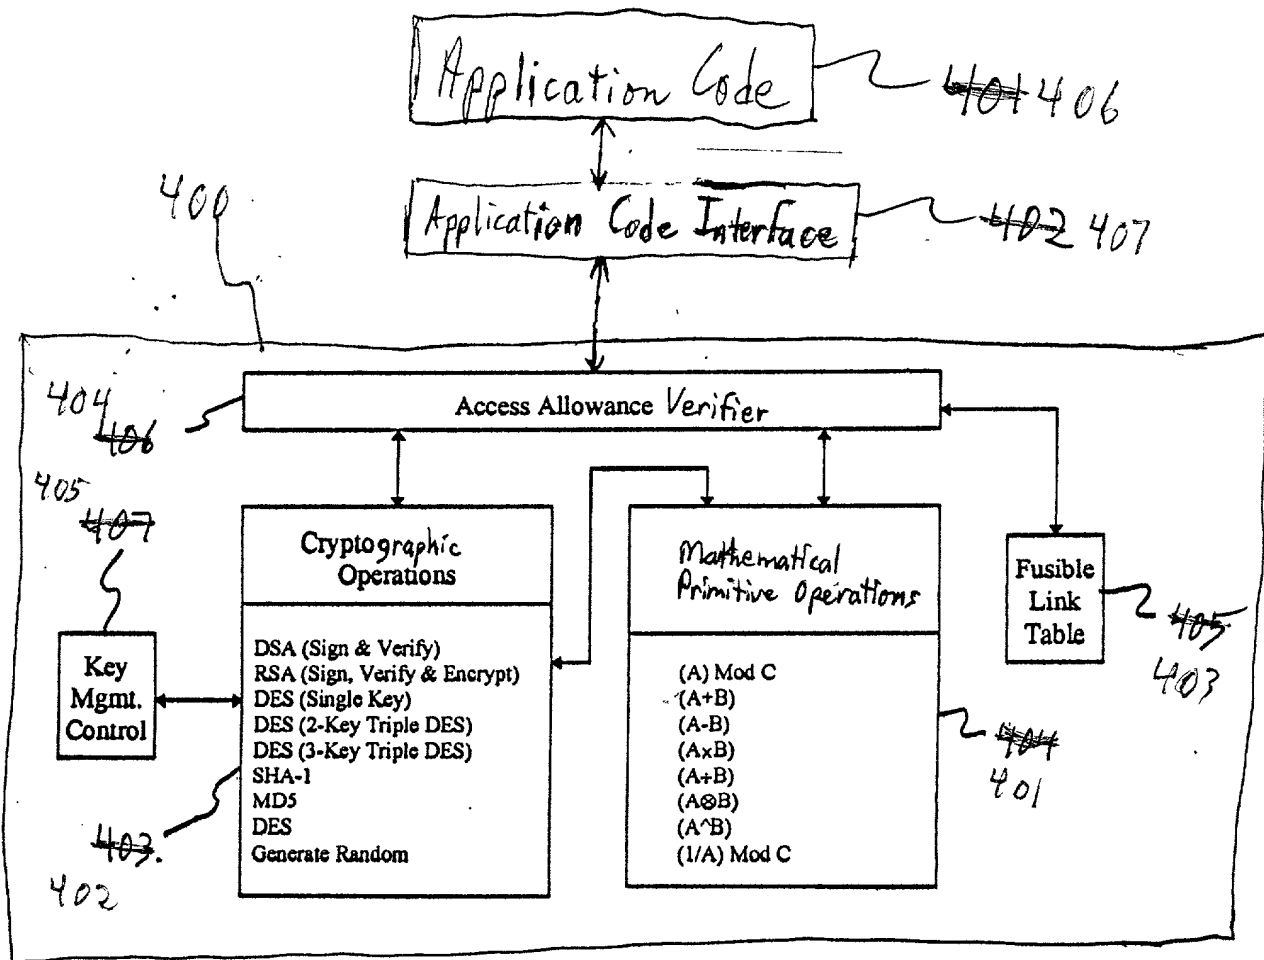 Application Code
401 406
400
Application Code Interface
402 407
404
406
Access Allowance Verifier
405
407
Cryptographic
Operations
Mathematical
Primitive Operations
Fusible
Link
Table
405
403
Key
Mgmt.
Control
DSA (Sign & Verify)
RSA (Sign, Verify & Encrypt)
DES (Single Key)
DES (2-Key Triple DES)
DES (3-Key Triple DES)
SHA-1
MD5
DES
Generate Random
(A) Mod C
(A+B)
(A-B)
(AxB)
(A+B)
(A⊗B)
(A^B)
(1/A) Mod C
404
401
403.
402